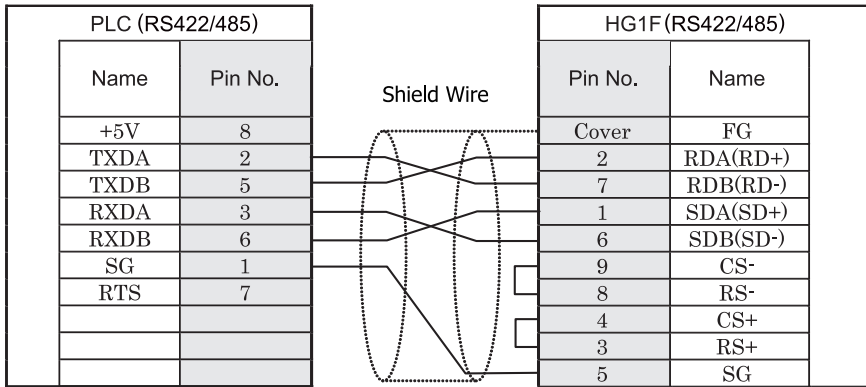 PLC (RS422/485) HG1F(RS422/485)
Name Pin No. Shield Wire Pin No. Name
+5V 8 Cover FG
TXDA 2 2 RDA(RD+)
TXDB 5 7 RDB(RD-)
RXDA 3 1 SDA(SD+)
RXDB 6 6 SDB(SD-)
SG 1 9 CS-
RTS 7 8 RS-
4 CS+
3 RS+
5 SG